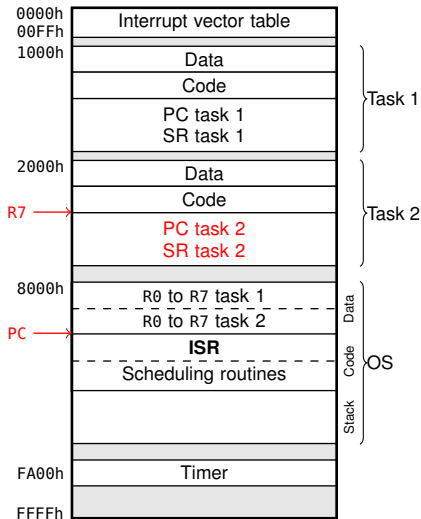 0000h
Interrupt vector table
00FFh
1000h
Data
Code
PC task 1
SR task 1
Task 1
2000h
Data
Code
R7
PC task 2
SR task 2
Task 2
8000h
R0 to R7 task 1
R0 to R7 task 2
Data
PC
ISR
Scheduling routines
Code
OS
Stack
FA00h
Timer
FFFFh